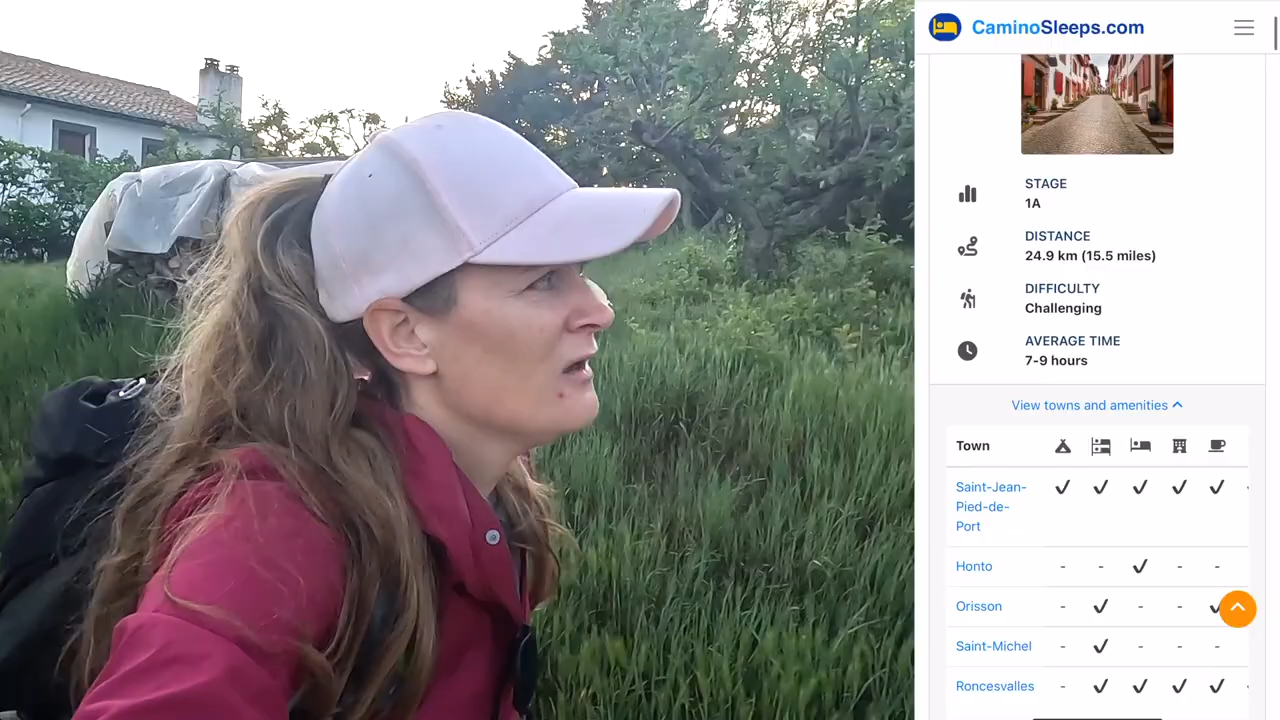 CaminoSleeps.com
STAGE
1A
DISTANCE
24.9 km (15.5 miles)
DIFFICULTY
Challenging
AVERAGE TIME
7-9 hours
View towns and amenities
Town
Saint-Jean-
Pied-de-
Port
Honto
Orisson
Saint-Michel
Roncesvalles